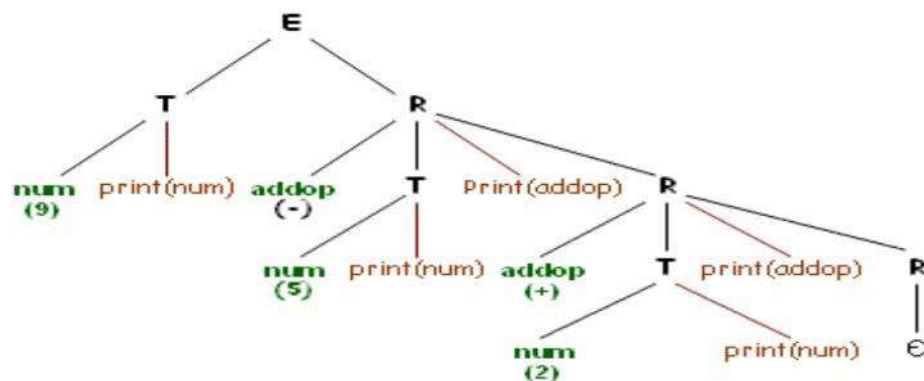 E
T R
num print(num) addop T Print(addop) R
(9) (-)
num print(num) addop T print(addop) R
(5) (+)
num print(num) ϵ
(2)